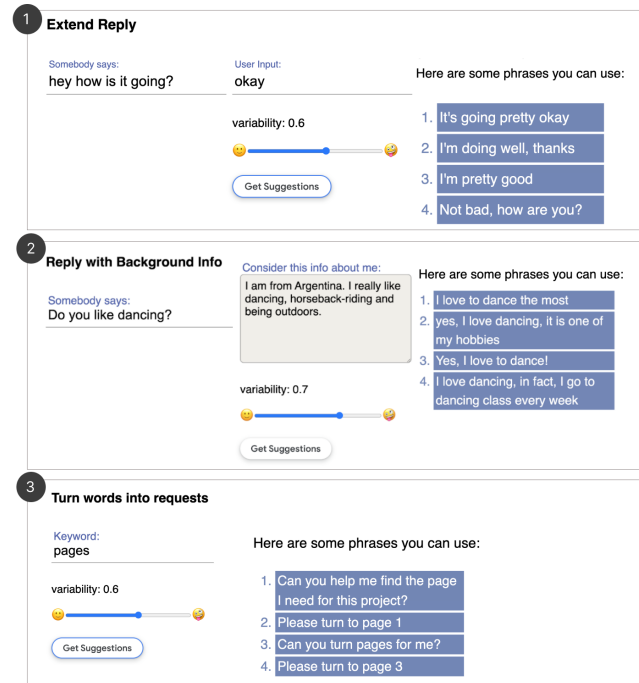 1
Extend Reply
Somebody says:
hey how is it going?
User Input:
okay
variability: 0.6
Get Suggestions
Here are some phrases you can use:
1. It's going pretty okay
2. I'm doing well, thanks
3. I'm pretty good
4. Not bad, how are you?
2
Reply with Background Info
Somebody says:
Do you like dancing?
Consider this info about me:
I am from Argentina. I really like
dancing, horseback-riding and
being outdoors.
variability: 0.7
Get Suggestions
Here are some phrases you can use:
1. I love to dance the most
2. yes, I love dancing, it is one of
my hobbies
3. Yes, I love to dance!
4. I love dancing, in fact, I go to
dancing class every week
3
Turn words into requests
Keyword:
pages
variability: 0.6
Get Suggestions
Here are some phrases you can use:
1. Can you help me find the page
I need for this project?
2. Please turn to page 1
3. Can you turn pages for me?
4. Please turn to page 3